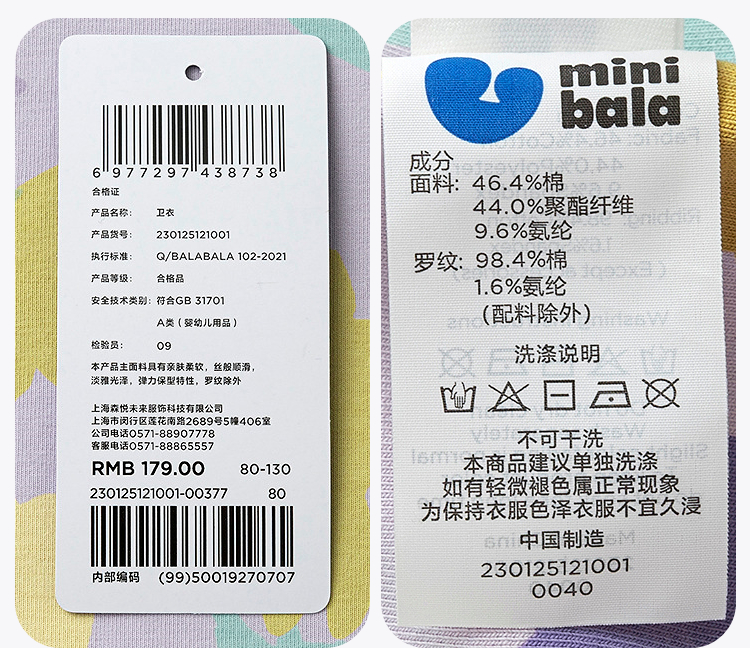 6 977297 438738
合格证
产品名称: 卫衣
产品货号: 230125121001
执行标准: Q/BALABALA 102-2021
产品等级: 合格品
安全技术类别: 符合GB 31701
A类（婴幼儿用品）
检验员: 09
本产品主面料具有亲肤柔软，丝般顺滑，
淡雅光泽，弹力保型特性，罗纹除外
上海森悦未来服饰科技有限公司
上海市闵行区莲花南路2689号5幢406室
公司电话0571-88907778
客服电话0571-88865557
RMB 179.00 80-130
230125121001-00377 80
内部编码 (99)50019270707
mini
bala
成分
面料: 46.4%棉
44.0%聚酯纤维
9.6%氨纶
罗纹: 98.4%棉
1.6%氨纶
(配料除外)
洗涤说明
不可干洗
本商品建议单独洗涤
如有轻微褪色属正常现象
为保持衣服色泽衣服不宜久浸
中国制造
230125121001
0040